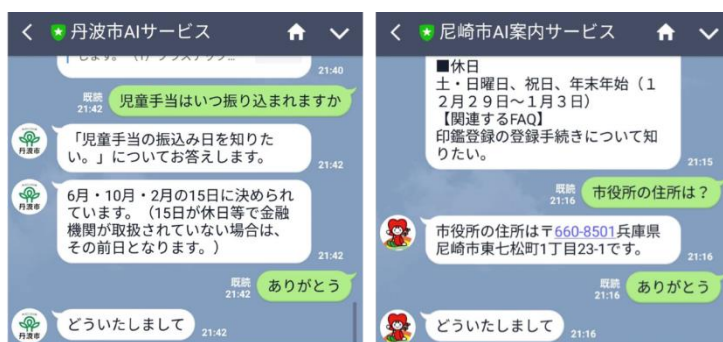 丹波市AIサービス
21:40
既読
21:42
児童手当はいつ振り込まれますか
「児童手当の振込み日を知りた
い。」についてお答えします。
21:42
丹波市
6月・10月・2月の15日に決められ
ています。（15日が休日等で金融
機関が取扱されていない場合は、
その前日となります。）
21:42
丹波市
既読
21:42
ありがとう
どういたしまして
21:42
丹波市
尼崎市AI案内サービス
■休日
土・日曜日、祝日、年末年始（１
２月２９日～１月３日）
【関連するFAQ】
印鑑登録の登録手続きについて知
りたい。
21:15
既読
21:16
市役所の住所は？
市役所の住所は〒660-8501兵庫県
尼崎市東七松町1丁目23-1です。
21:16
既読
21:16
ありがとう
どういたしまして
21:16